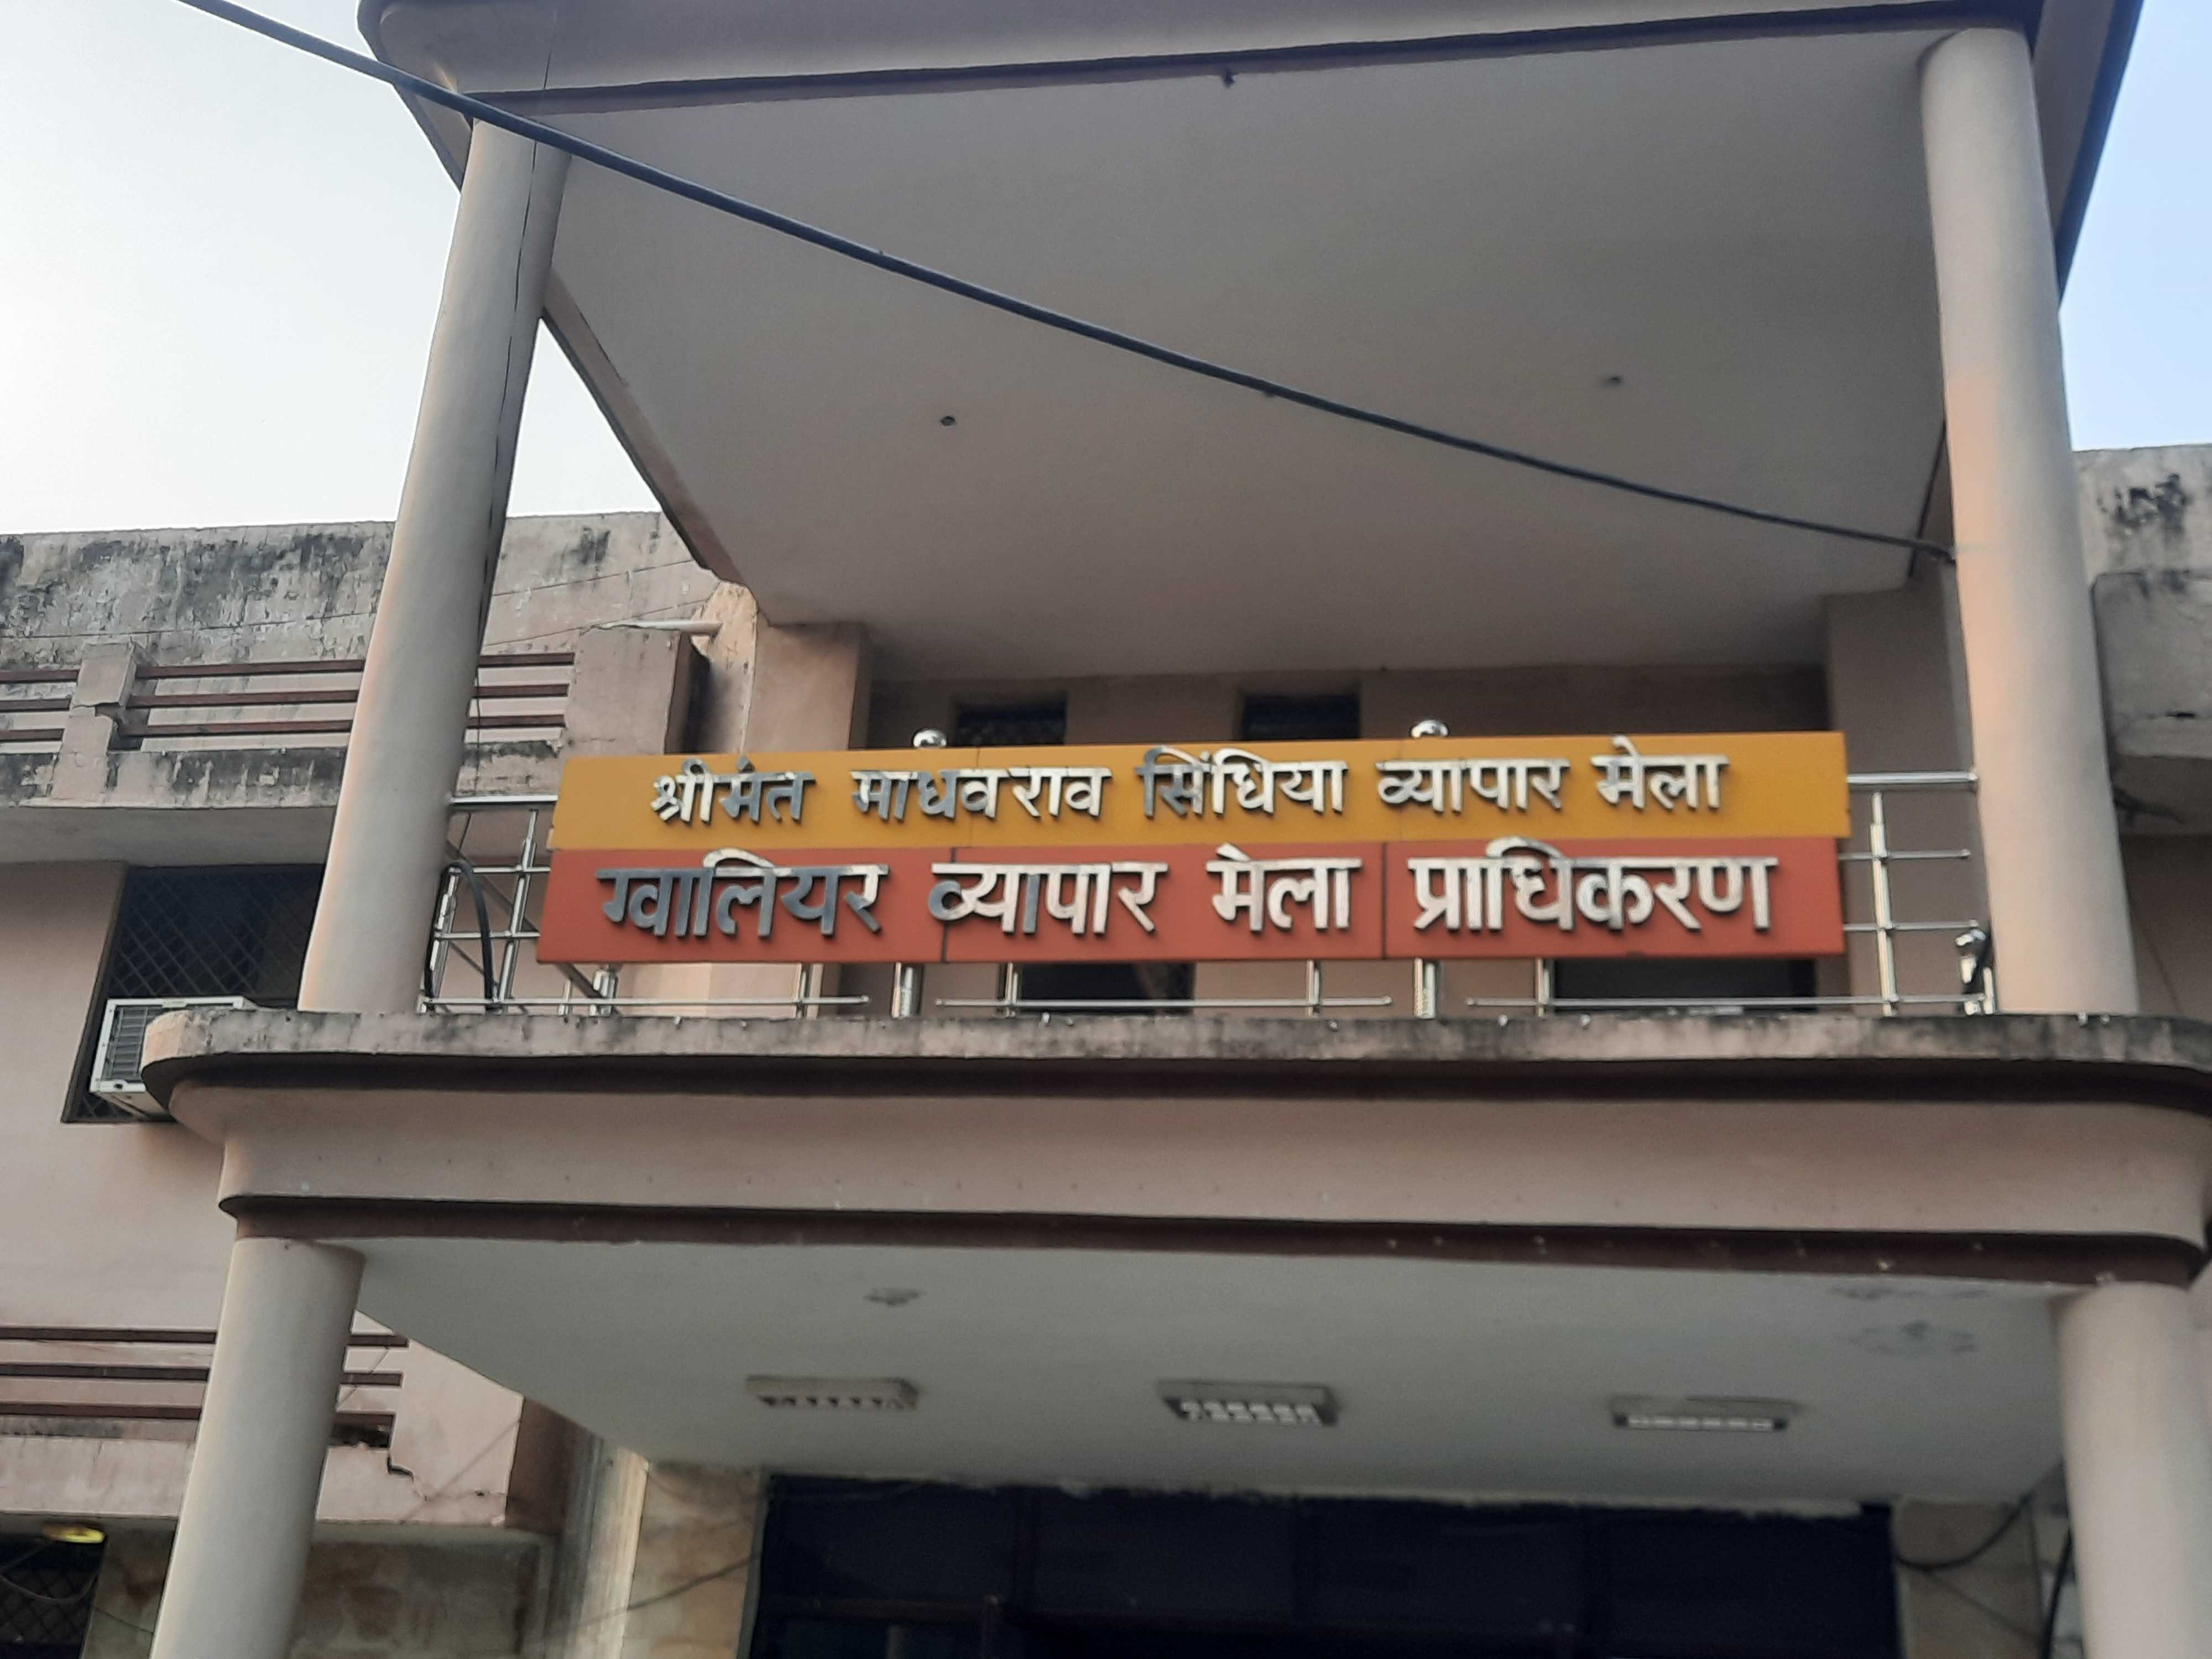 श्रीमंत माधवराव सिंधिया व्यापार मेला
ग्वालियर व्यापार मेला प्राधिकरण